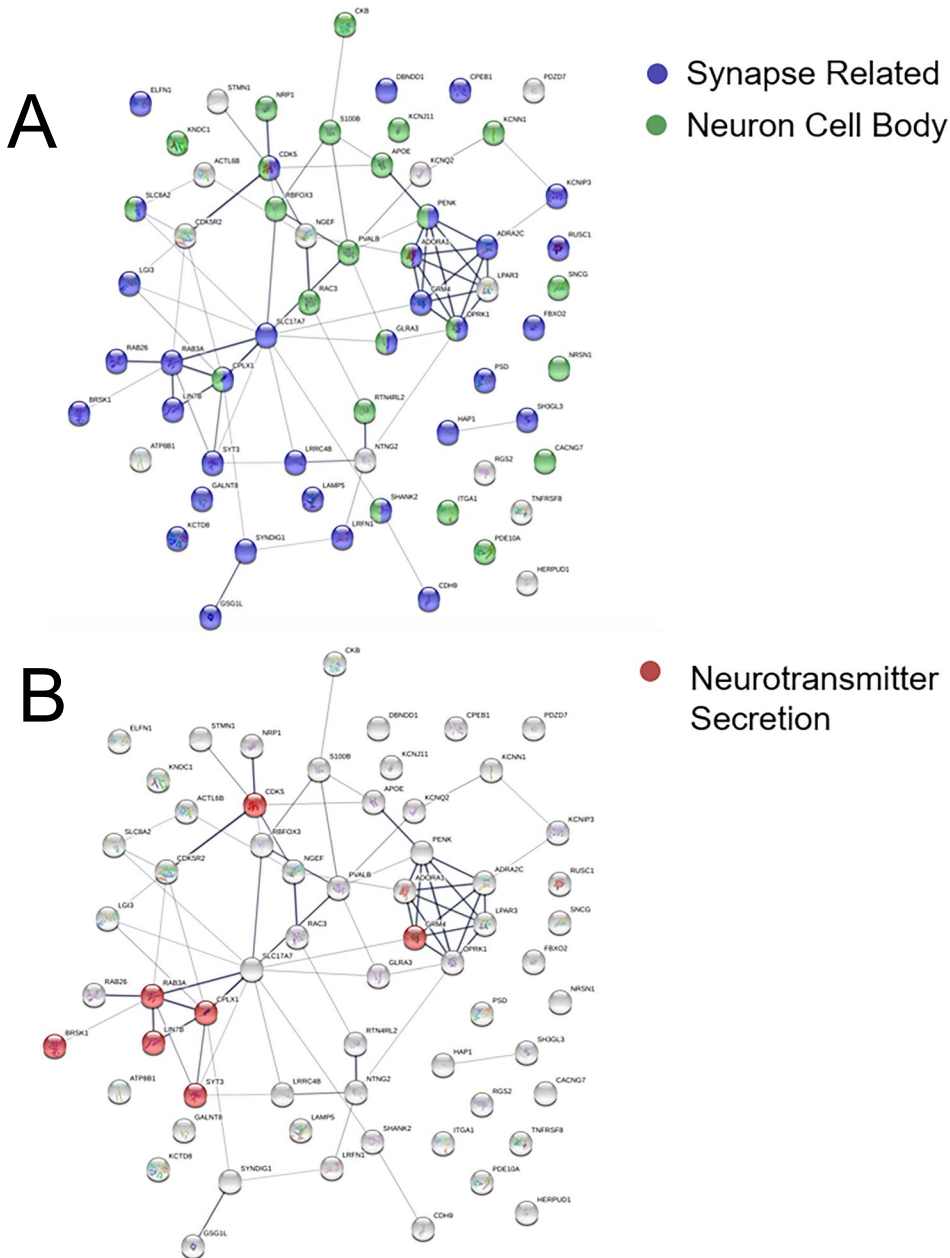 A
Synapse Related
Neuron Cell Body
CKB
DBNDD1
CPEB1
PDZD7
ELFN1
STMN1
NRP1
S100B
KCNJ11
KCNN1
KNDC1
ACTL6B
CDK5
APOE
KCNQ2
KCNIP3
SLC8A2
RBFOX3
PENK
CDK5R2
NGEF
PVALB
ADORA1
ADRA2C
RUSC1
LGI3
RAC3
GRM4
LPAR3
SNCG
SLC17A7
GLRA3
OPRK1
FBXO2
RAB26
RAB3A
CPLX1
PSD
NRSN1
BRSK1
LIN7B
RTN4RL2
HAP1
SH3GL3
ATP8B1
SYT3
LRRC4B
NTNG2
RGS2
CACNG7
GALNT8
LAMP5
SHANK2
ITGA1
TNFRSF8
KCTD8
SYNDIG1
LRFN1
PDE10A
HERPUD1
GSG1L
CDH9
B
Neurotransmitter
Secretion
CKB
DBNDD1
CPEB1
PDZD7
ELFN1
STMN1
NRP1
S100B
KCNJ11
KCNN1
KNDC1
ACTL6B
CDK5
APOE
KCNQ2
KCNIP3
SLC8A2
RBFOX3
PENK
CDK5R2
NGEF
PVALB
ADORA1
ADRA2C
RUSC1
LGI3
RAC3
GRM4
LPAR3
SNCG
SLC17A7
GLRA3
OPRK1
FBXO2
RAB26
RAB3A
CPLX1
PSD
NRSN1
BRSK1
LIN7B
RTN4RL2
HAP1
SH3GL3
ATP8B1
SYT3
LRRC4B
NTNG2
RGS2
CACNG7
GALNT8
LAMP5
SHANK2
ITGA1
TNFRSF8
KCTD8
SYNDIG1
LRFN1
PDE10A
HERPUD1
GSG1L
CDH9